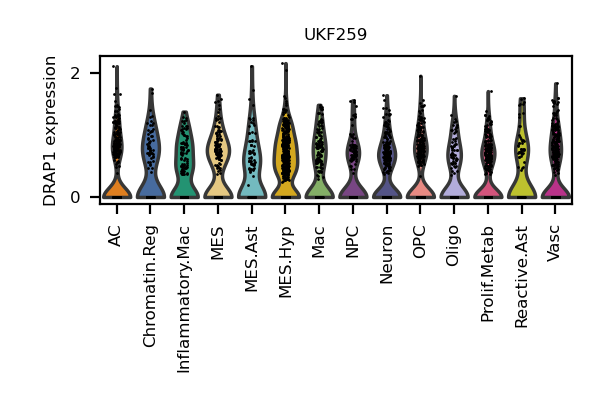 UKF259
DRAP1 expression
2
0
AC
Chromatin.Reg
Inflammatory.Mac
MES
MES.Ast
MES.Hyp
Mac
NPC
Neuron
OPC
Oligo
Prolif.Metab
Reactive.Ast
Vasc